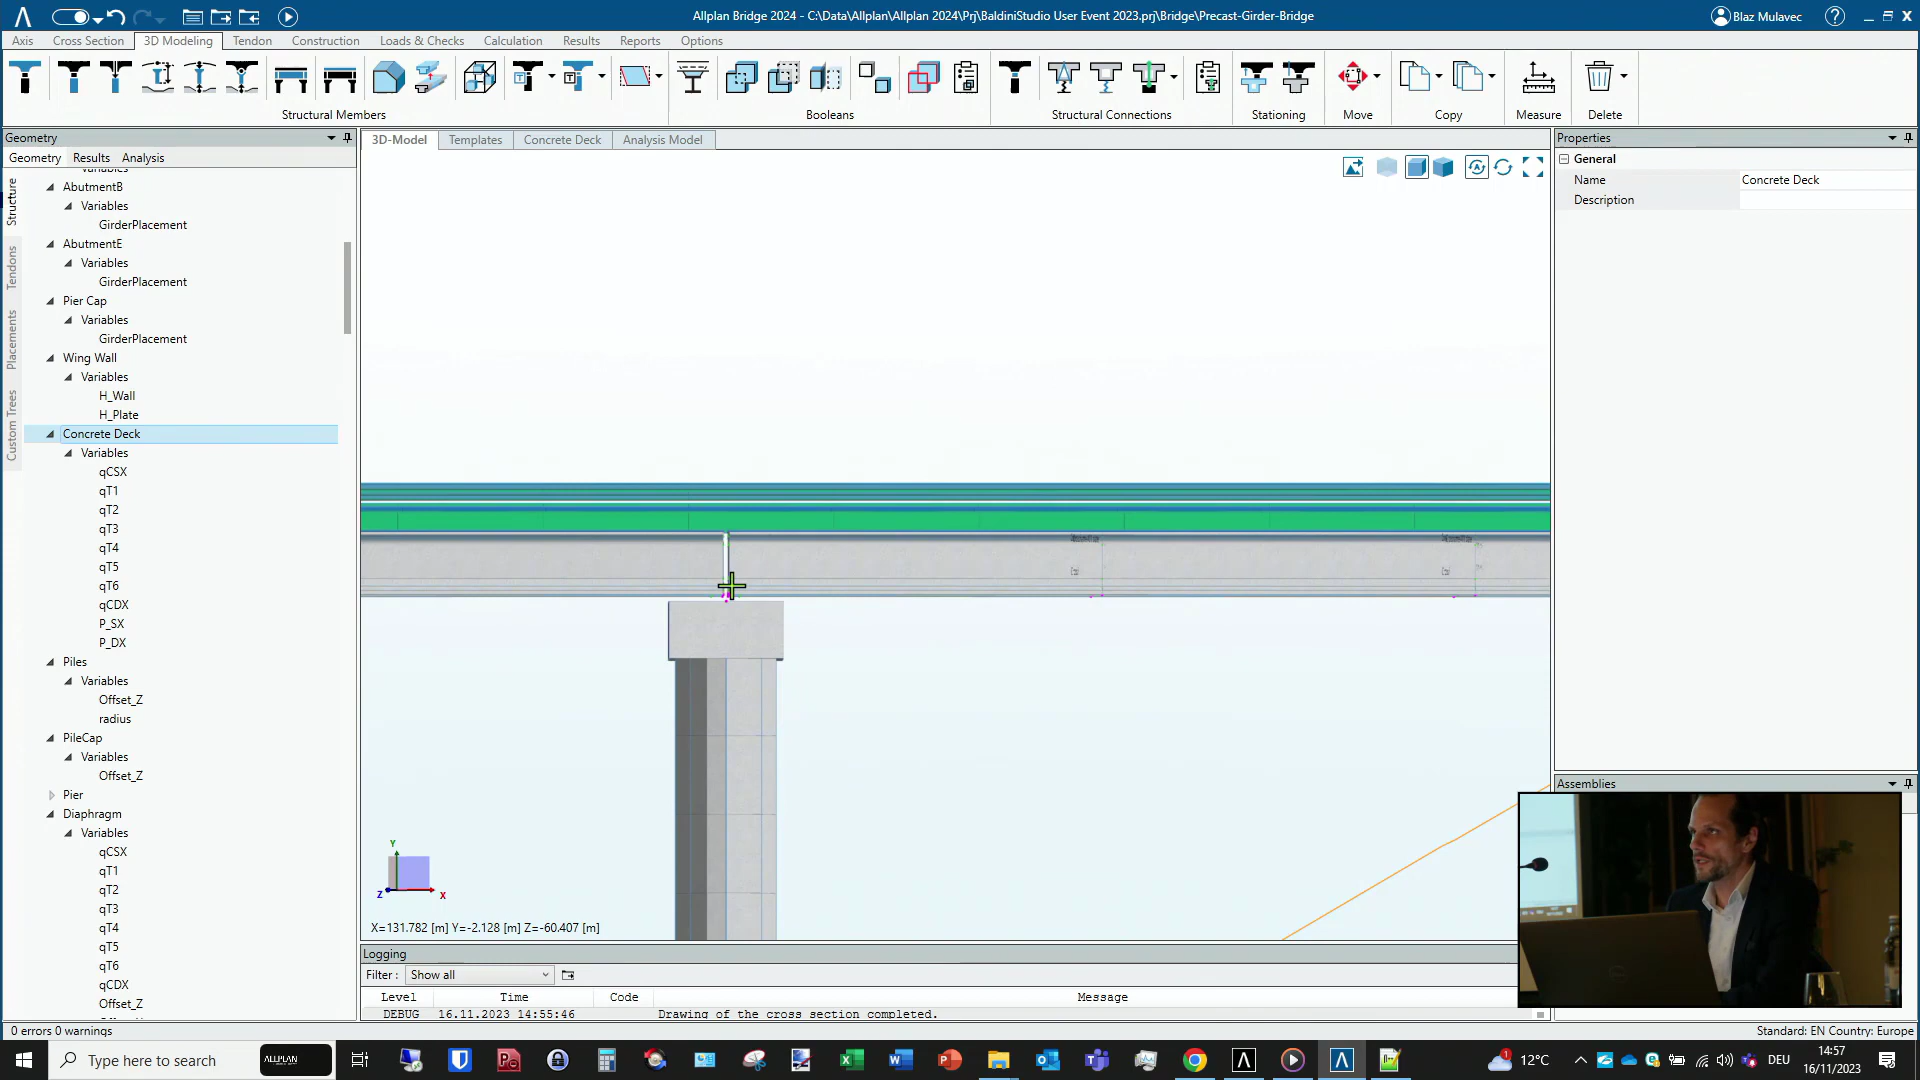 Allplan Bridge 2024 - C:\Data\Allplan\Allplan 2024\Prj\BaldiniStudio User Event 2023.prj\Bridge\Precast-Girder-Bridge
Blaz Mulavec
Axis Cross Section 3D Modeling Tendon Construction Loads & Checks Calculation Results Reports Options
Structural Members Booleans Structural Connections Stationing Move Copy Measure Delete
Geometry
Geometry Results Analysis
Structure
Tendons
Placements
Custom Trees
Variables
AbutmentB
Variables
GirderPlacement
AbutmentE
Variables
GirderPlacement
Pier Cap
Variables
GirderPlacement
Wing Wall
Variables
H_Wall
H_Plate
Concrete Deck
Variables
qCSX
qT1
qT2
qT3
qT4
qT5
qT6
qCDX
P_SX
P_DX
Piles
Variables
Offset_Z
radius
PileCap
Variables
Offset_Z
Pier
Diaphragm
Variables
qCSX
qT1
qT2
qT3
qT4
qT5
qT6
qCDX
Offset_Z
3D-Model Templates Concrete Deck Analysis Model
Y
Z
X
X=131.782 [m] Y=-2.128 [m] Z=-60.407 [m]
Properties
General
Name Concrete Deck
Description
Assemblies
Logging
Filter : Show all
Level Time Code Message
DEBUG 16.11.2023 14:55:46 Drawing of the cross section completed.
0 errors 0 warnings
Standard: EN Country: Europe
Type here to search
ALLPLAN
12°C
DEU
14:57
16/11/2023